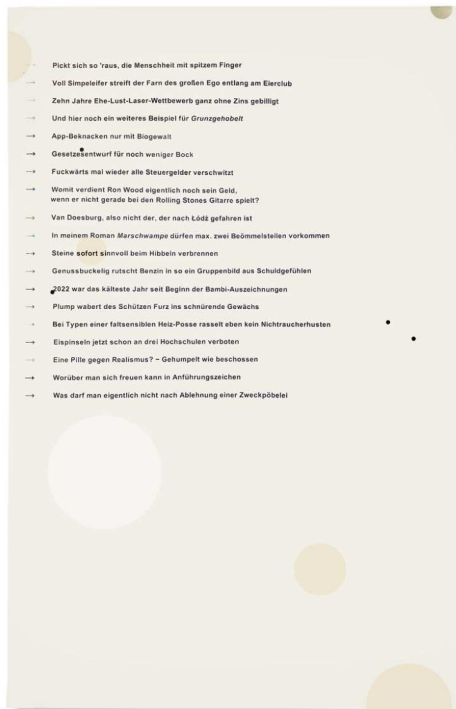 → Pickt sich so 'raus, die Menschheit mit spitzem Finger
→ Voll Simpeleifer streift der Farn des großen Ego entlang am Eierclub
→ Zehn Jahre Ehe-Lust-Laser-Wettbewerb ganz ohne Zins gebilligt
→ Und hier noch ein weiteres Beispiel für Grunzgehobelt
→ App-Beknacken nur mit Biogewalt
→ Gesetzesentwurf für noch weniger Bock
→ Fuckwärts mal wieder alle Steuergelder verschwitzt
→ Womit verdient Ron Wood eigentlich noch sein Geld,
wenn er nicht gerade bei den Rolling Stones Gitarre spielt?
→ Van Doesburg, also nicht der, der nach Łódź gefahren ist
→ In meinem Roman Marschwampe dürfen max. zwei Beömmelstellen vorkommen
→ Steine sofort sinnvoll beim Hibbeln verbrennen
→ Genussbuckelig rutscht Benzin in so ein Gruppenbild aus Schuldgefühlen
→ 2022 war das kälteste Jahr seit Beginn der Bambi-Auszeichnungen
→ Plump wabert des Schützen Furz ins schnürende Gewächs
→ Bei Typen einer faltsensiblen Heiz-Posse rasselt eben kein Nichtraucherhusten
→ Eispinseln jetzt schon an drei Hochschulen verboten
→ Eine Pille gegen Realismus? – Gehumpelt wie beschossen
→ Worüber man sich freuen kann in Anführungszeichen
→ Was darf man eigentlich nicht nach Ablehnung einer Zweckpöbelei